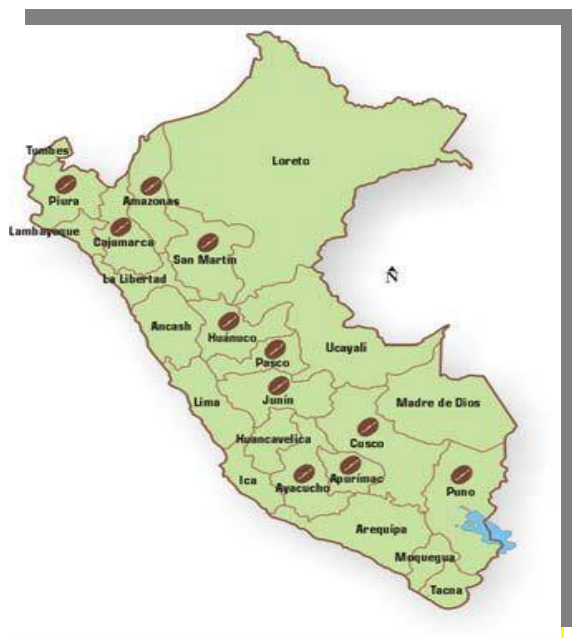 Loreto
Tumbes
Piura
Amazonas
Lambayeque
Cajamarca
San Martín
La Libertad
Ancash
Huánuco
Ucayali
Pasco
Lima
Junín
Madre de Dios
Huancavelica
Cusco
Ica
Ayacucho
Apurímac
Puno
Arequipa
Moquegua
Tacna
N